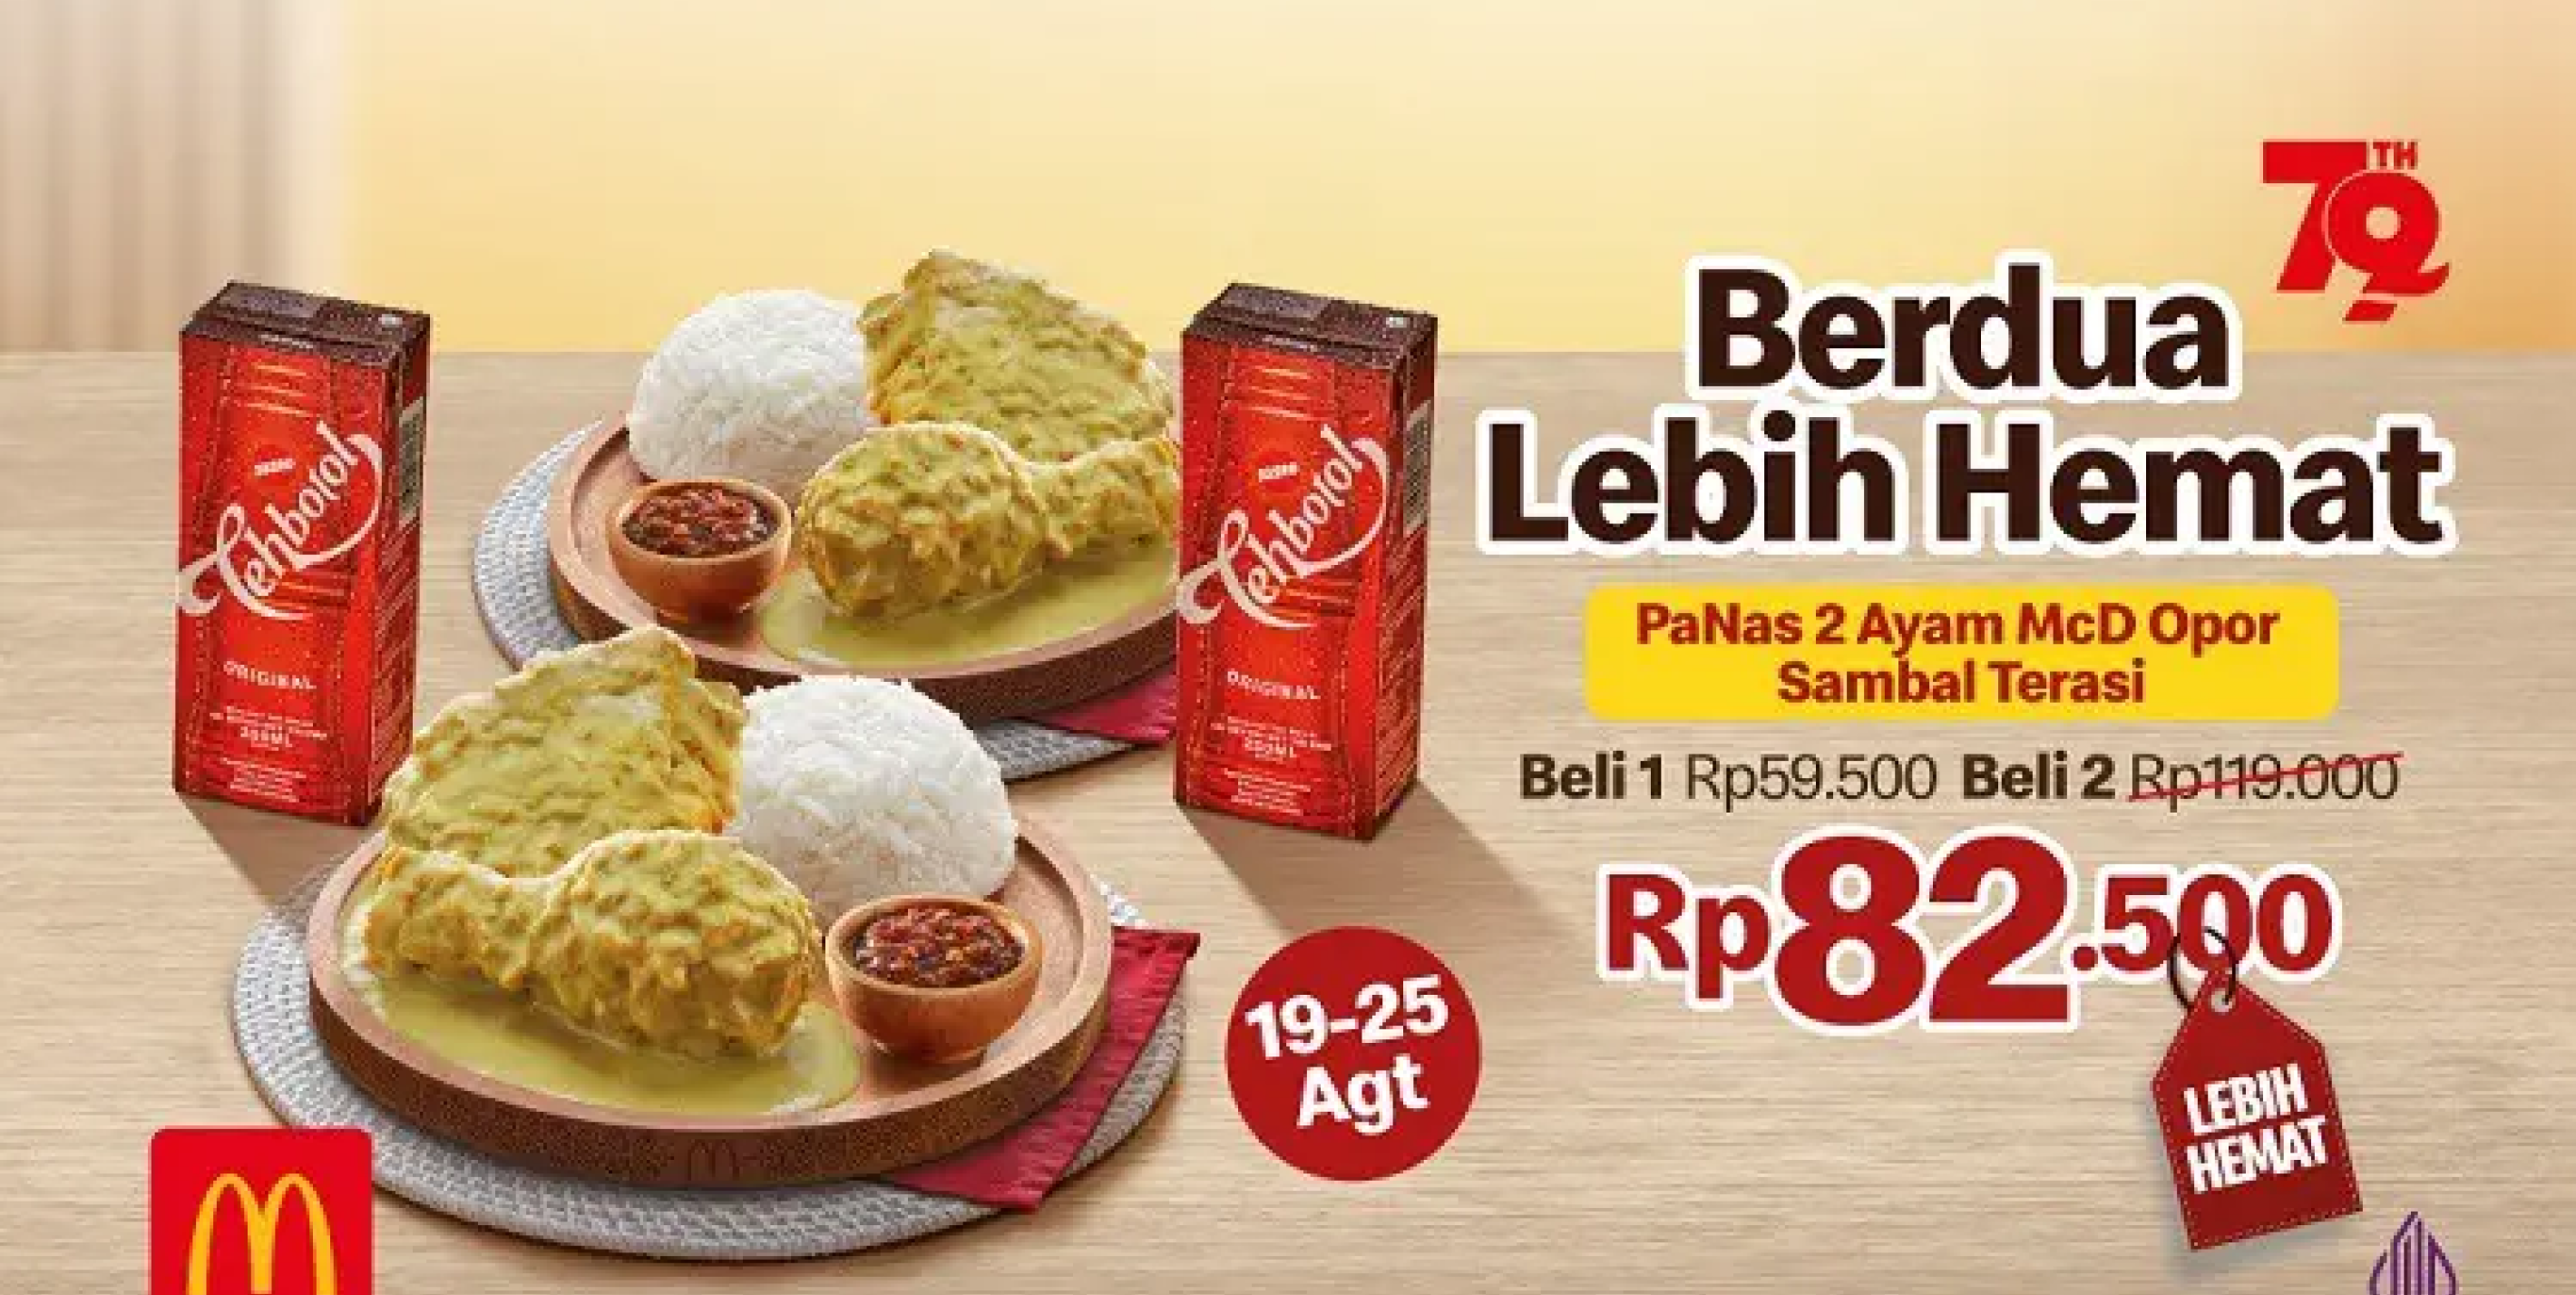 7TH
Berdua
Lebih Hemat
PaNas 2 Ayam McD Opor
Sambal Terasi
Beli 1 Rp59.500 Beli 2 Rp119.000
Rp82.500
LEBIH
HEMAT
19-25
Agt
Tehbotol
ORIGINAL
Tehbotol
ORIGINAL